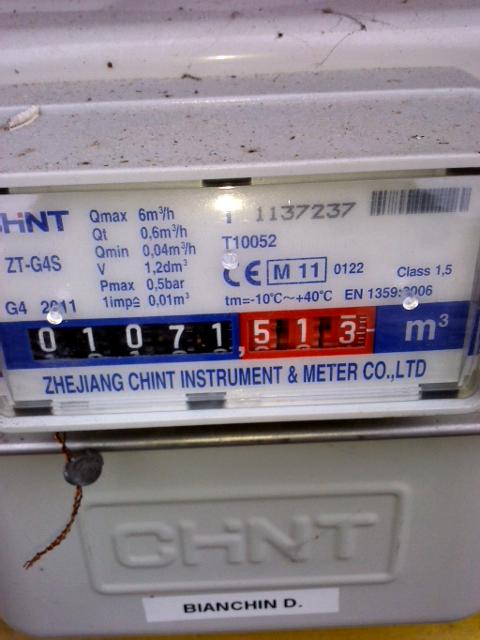 CHNT
Qmax 6m³/h
1137237
Qt 0,6m³/h
T10052
ZT-G4S
Qmin 0,04m³/h
V 1,2dm³
CE M 11 0122
Class 1,5
Pmax 0,5bar
G4 2011
1imp≙ 0,01m³
tm=-10°C~+40°C EN 1359:2006
01071,513 m³
ZHEJIANG CHINT INSTRUMENT & METER CO.,LTD
CHNT
BIANCHIN D.